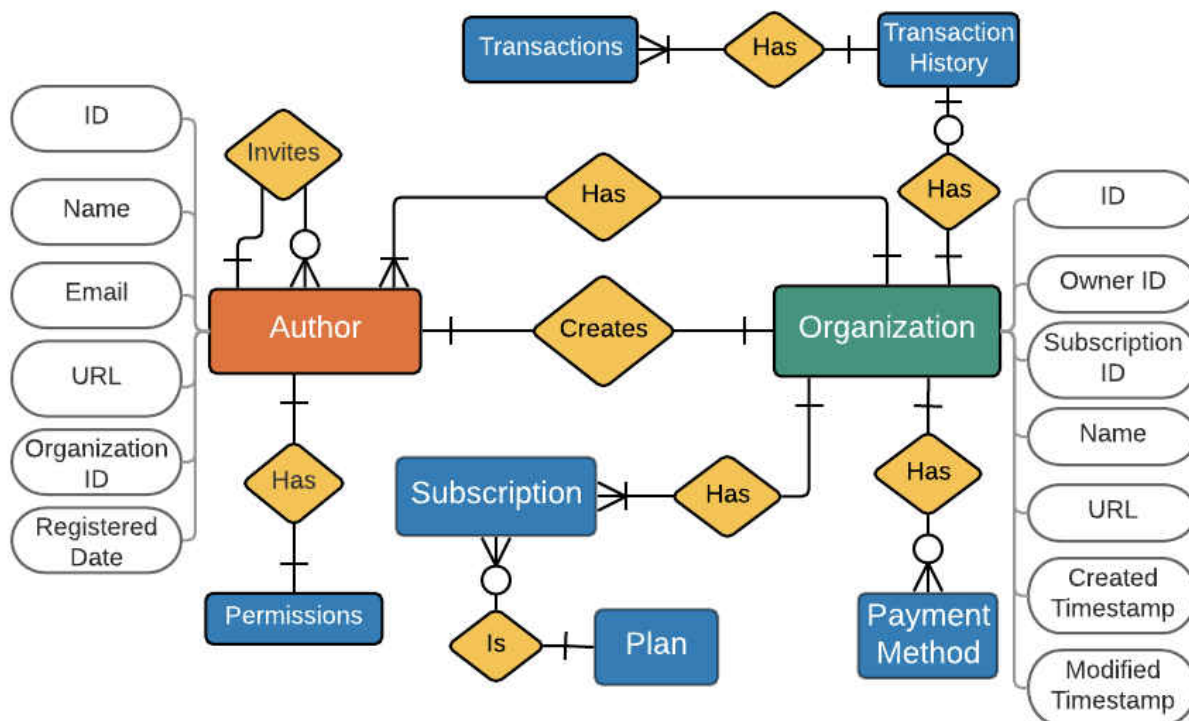 Transactions
Has
Transaction
History
ID
Invites
Has
Has
ID
Name
Owner ID
Email
Author
Creates
Organization
Subscription
ID
URL
Name
Organization
ID
Has
Subscription
Has
Has
URL
Registered
Date
Created
Timestamp
Permissions
Is
Plan
Payment
Method
Modified
Timestamp